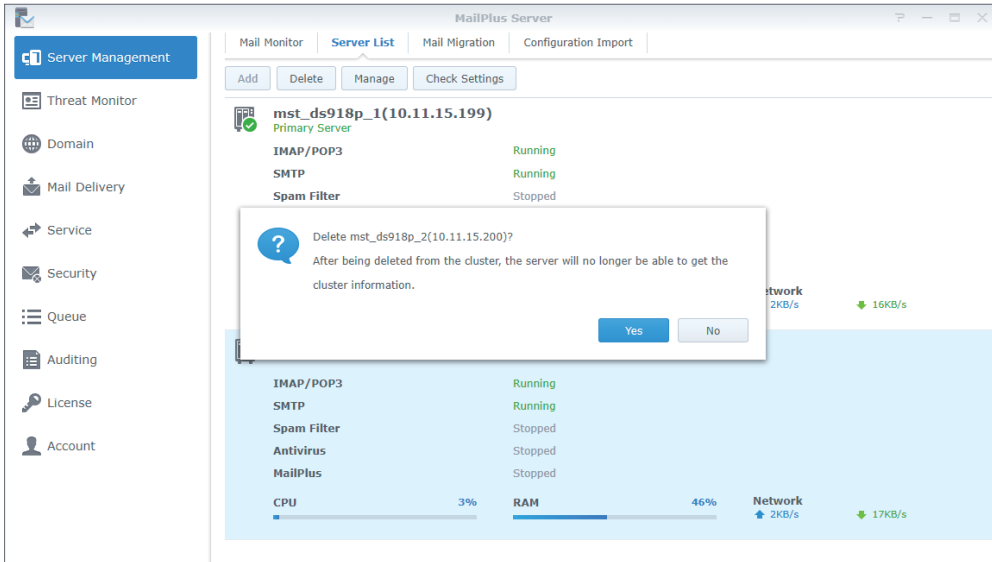 MailPlus Server
Server Management
Threat Monitor
Domain
Mail Delivery
Service
Security
Queue
Auditing
License
Account
Mail Monitor Server List Mail Migration Configuration Import
Add Delete Manage Check Settings
mst_ds918p_1(10.11.15.199)
Primary Server
IMAP/POP3 Running
SMTP Running
Spam Filter Stopped
Delete mst_ds918p_2(10.11.15.200)?
After being deleted from the cluster, the server will no longer be able to get the
cluster information.
Yes No
2KB/s 16KB/s
IMAP/POP3 Running
SMTP Running
Spam Filter Stopped
Antivirus Stopped
MailPlus Stopped
CPU 3% RAM 46% Network
2KB/s 17KB/s